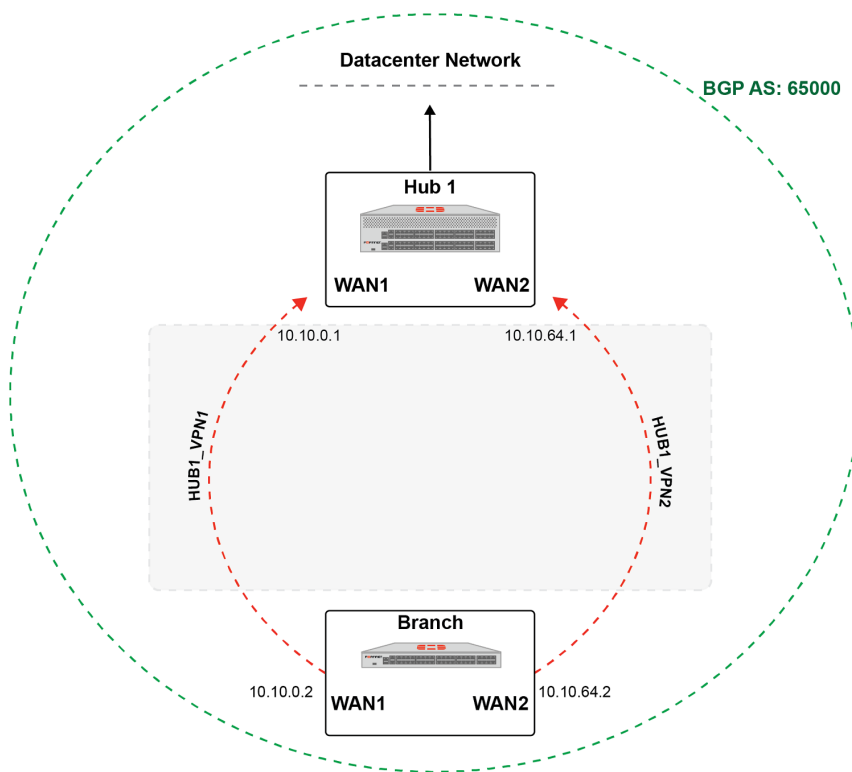 Datacenter Network
BGP AS: 65000
Hub 1
WAN1
WAN2
10.10.0.1
10.10.64.1
HUB1_VPN1
HUB1_VPN2
Branch
10.10.0.2
WAN1
WAN2
10.10.64.2